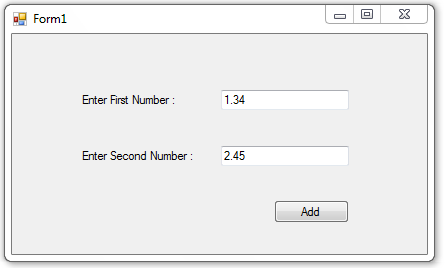 Form1
Enter First Number : 1.34
Enter Second Number : 2.45
Add